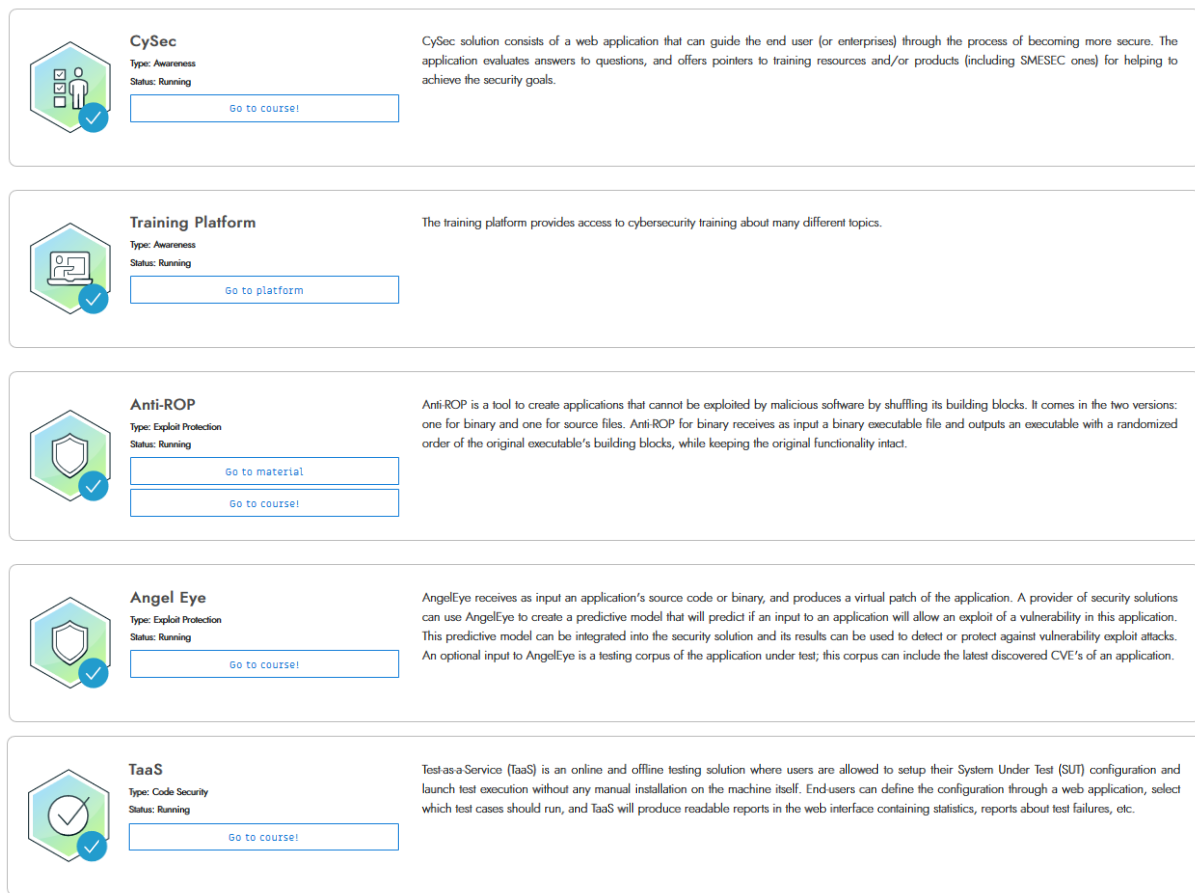 CySec
Type: Awareness
Status: Running
Go to course!
CySec solution consists of a web application that can guide the end user (or enterprises) through the process of becoming more secure. The
application evaluates answers to questions, and offers pointers to training resources and/or products (including SMESEC ones) for helping to
achieve the security goals.
Training Platform
Type: Awareness
Status: Running
Go to platform
The training platform provides access to cybersecurity training about many different topics.
Anti-ROP
Type: Exploit Protection
Status: Running
Go to material
Go to course!
Anti-ROP is a tool to create applications that cannot be exploited by malicious software by shuffling its building blocks. It comes in the two versions:
one for binary and one for source files. Anti-ROP for binary receives as input a binary executable file and outputs an executable with a randomized
order of the original executable's building blocks, while keeping the original functionality intact.
Angel Eye
Type: Exploit Protection
Status: Running
Go to course!
AngelEye receives as input an application's source code or binary, and produces a virtual patch of the application. A provider of security solutions
can use AngelEye to create a predictive model that will predict if an input to an application will allow an exploit of a vulnerability in this application.
This predictive model can be integrated into the security solution and its results can be used to detect or protect against vulnerability exploit attacks.
An optional input to AngelEye is a testing corpus of the application under test; this corpus can include the latest discovered CVE's of an application.
TaaS
Type: Code Security
Status: Running
Go to course!
Test-as-a-Service (TaaS) is an online and offline testing solution where users are allowed to setup their System Under Test (SUT) configuration and
launch test execution without any manual installation on the machine itself. End-users can define the configuration through a web application, select
which test cases should run, and TaaS will produce readable reports in the web interface containing statistics, reports about test failures, etc.